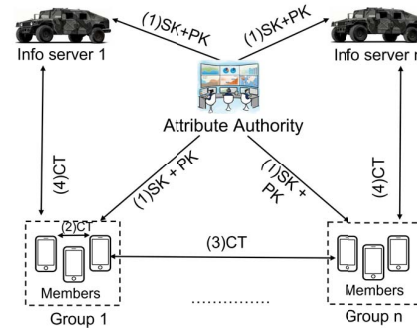 (1)SK+PK
(1)SK+PK
Info server 1
Info server n
Attribute Authority
(4)CT
(1)SK + PK
(1)SK +
PK
(4)CT
(2)CT
(3)CT
Members
Members
..............
Group 1
Group n